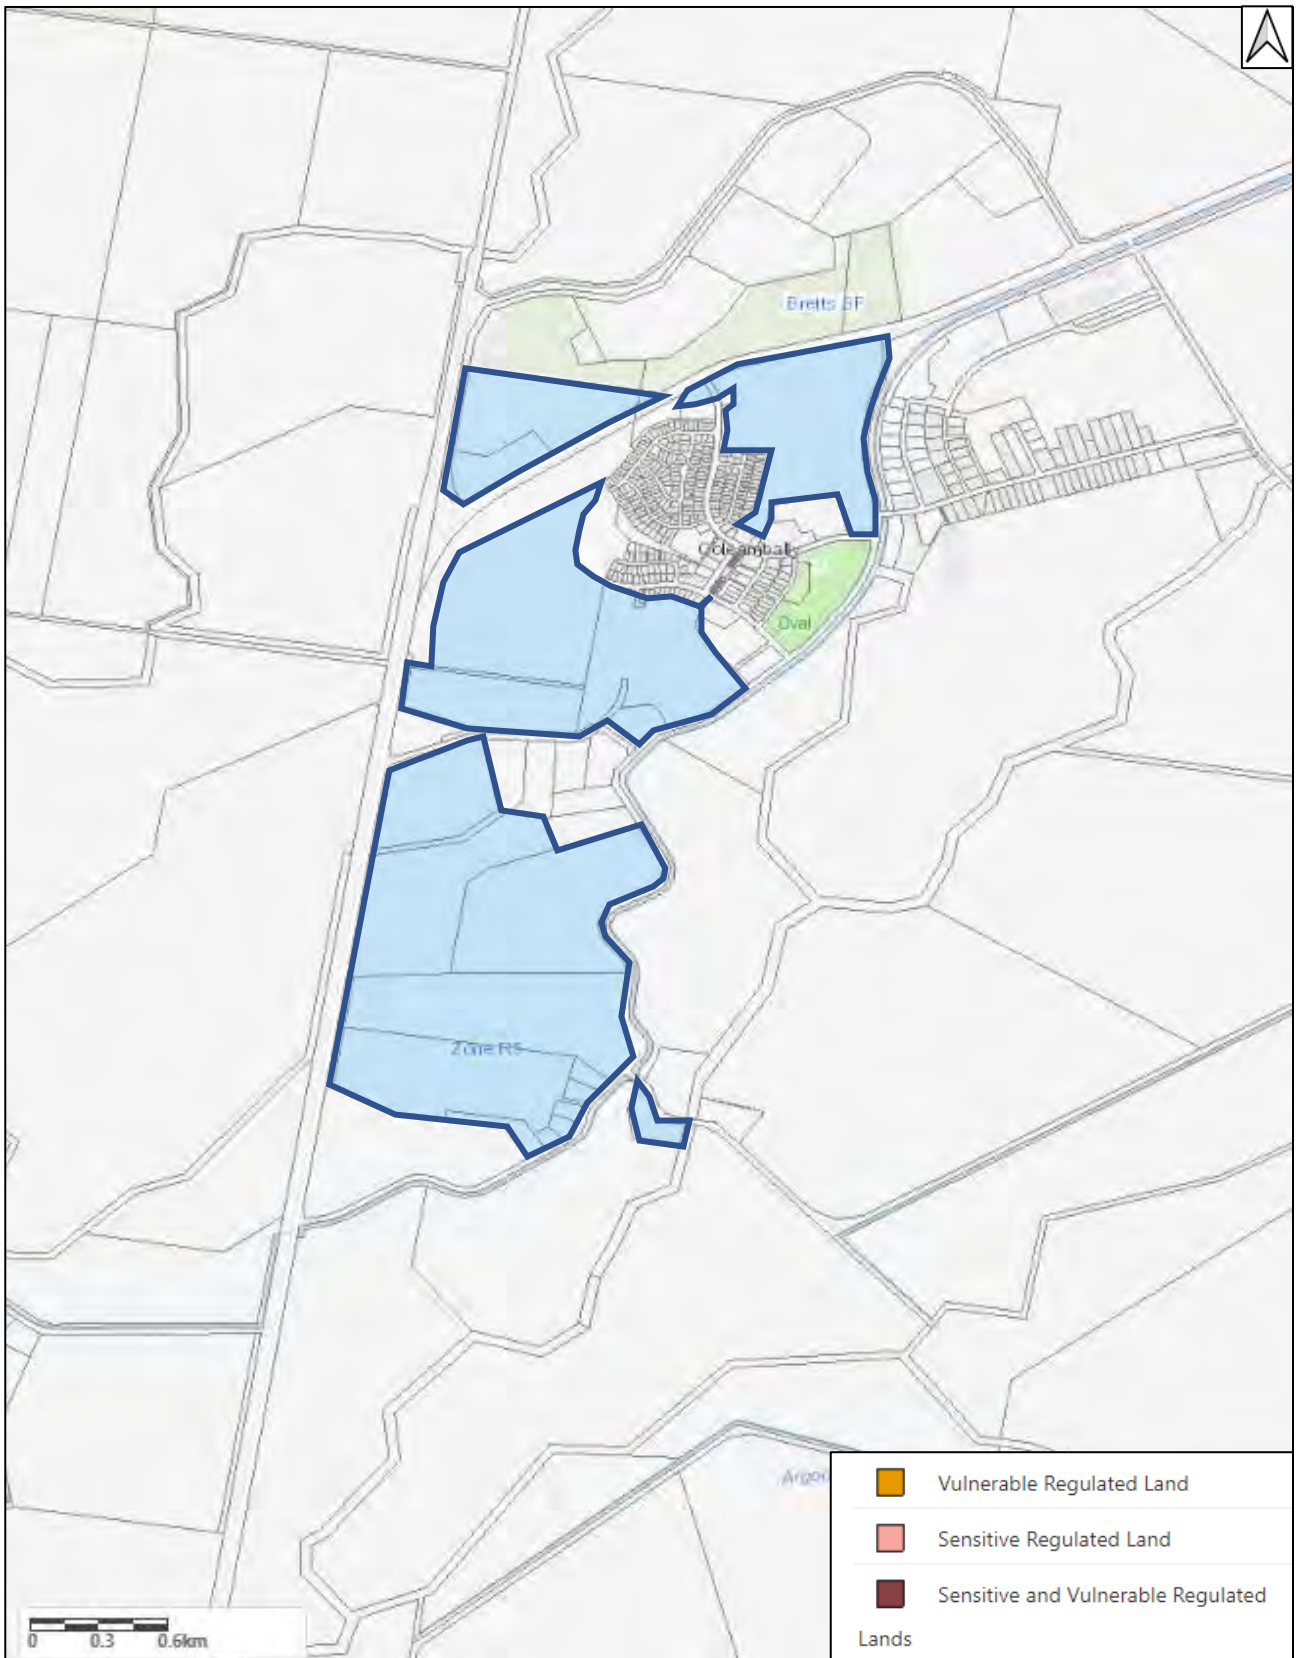 Bretts SF
Coleambally
Oval
Zone R5
Vulnerable Regulated Land
Sensitive Regulated Land
Sensitive and Vulnerable Regulated
Lands
0 0.3 0.6km